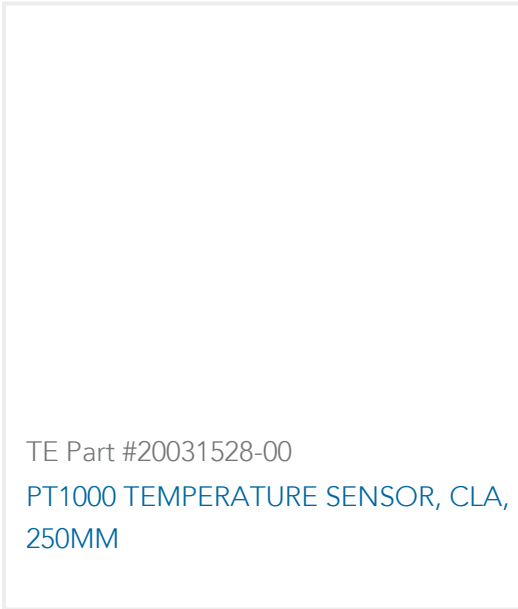 TE Part #20031528-00
PT1000 TEMPERATURE SENSOR, CLA,
250MM